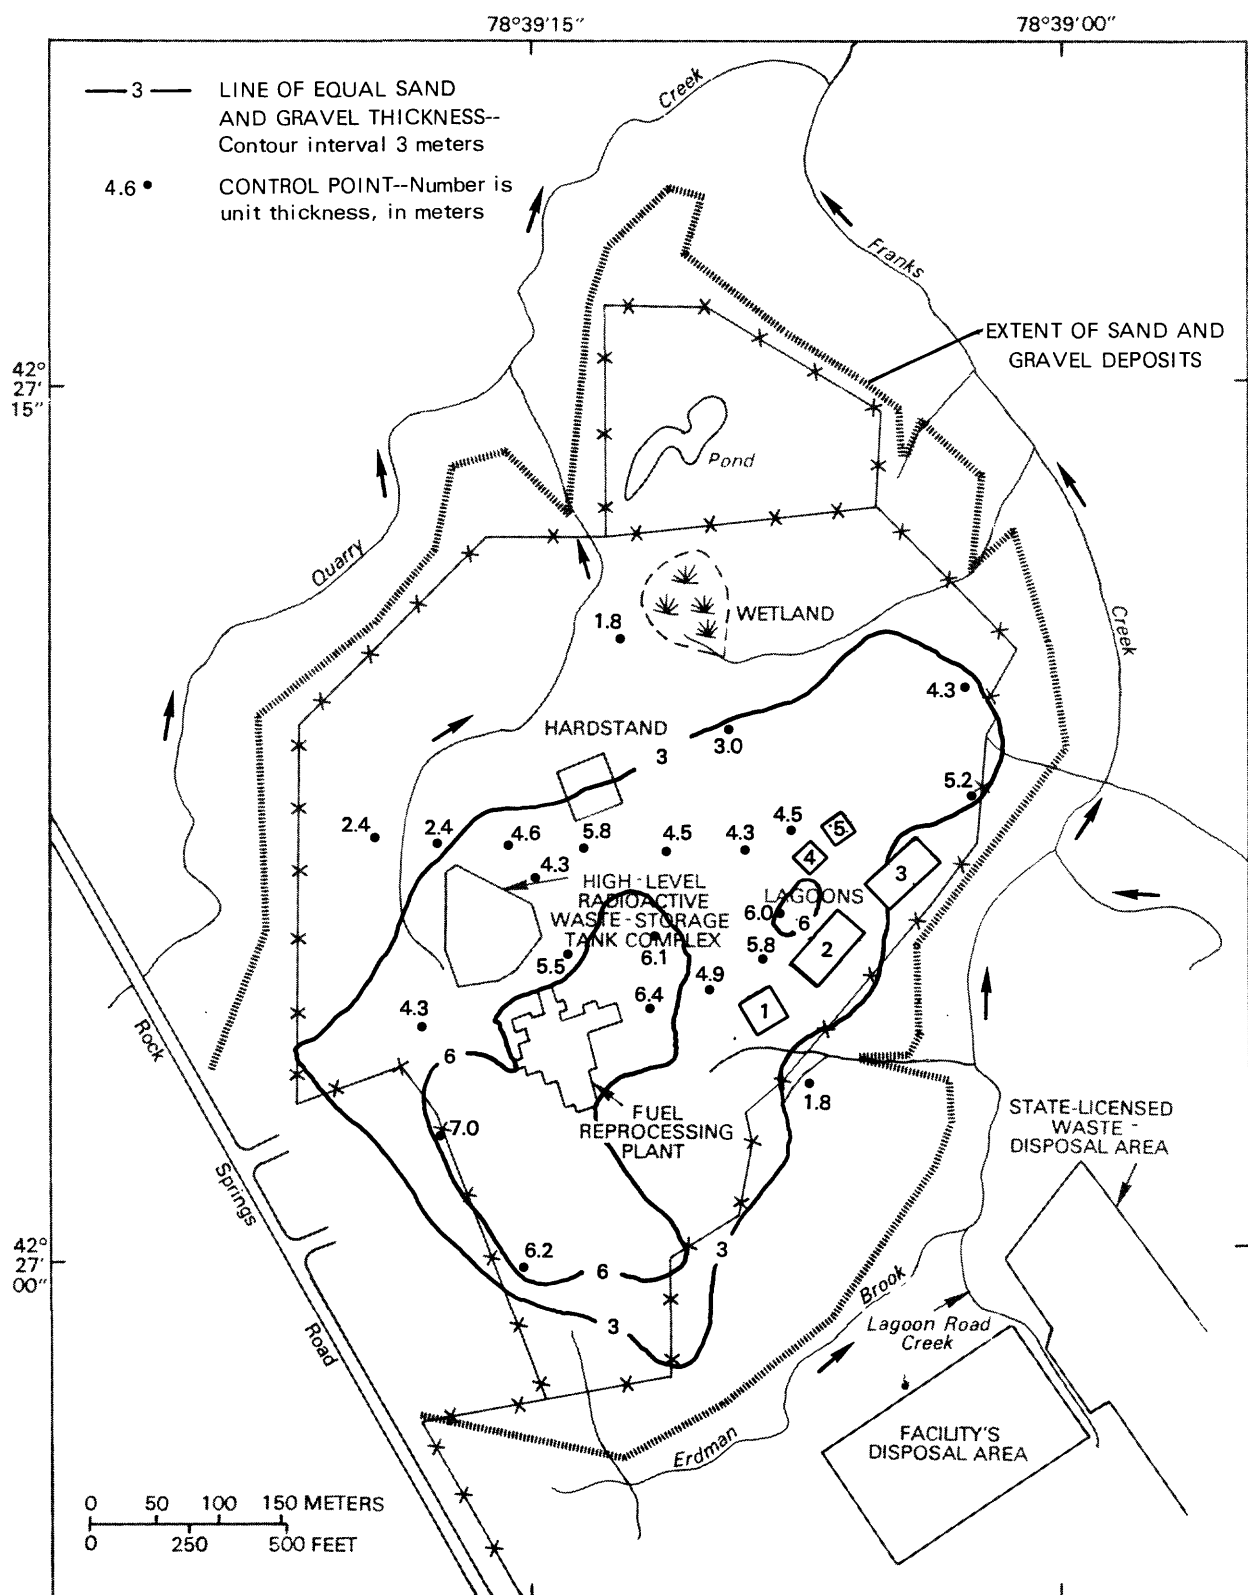 78°39'15"
78°39'00"
3
LINE OF EQUAL SAND
AND GRAVEL THICKNESS--
Contour interval 3 meters
4.6
CONTROL POINT--Number is
unit thickness, in meters
Creek
Franks
EXTENT OF SAND AND
GRAVEL DEPOSITS
42°
27'
15"
Pond
Quarry
WETLAND
1.8
Creek
4.3
HARDSTAND
3
3.0
5.2
2.4
2.4
4.6
5.8
4.5
4.3
4.5
5
4
3
4.3
HIGH-LEVEL
RADIOACTIVE
WASTE-STORAGE
TANK COMPLEX
LAGOONS
6.0
6
2
5.5
6.1
5.8
4.9
6.4
1
4.3
6
Rock
1.8
7.0
FUEL
REPROCESSING
PLANT
STATE-LICENSED
WASTE-
DISPOSAL AREA
Springs
42°
27'
00"
6.2
6
3
Brook
3
Lagoon Road
Creek
Road
Erdman
FACILITY'S
DISPOSAL AREA
0 50 100 150 METERS
0 250 500 FEET